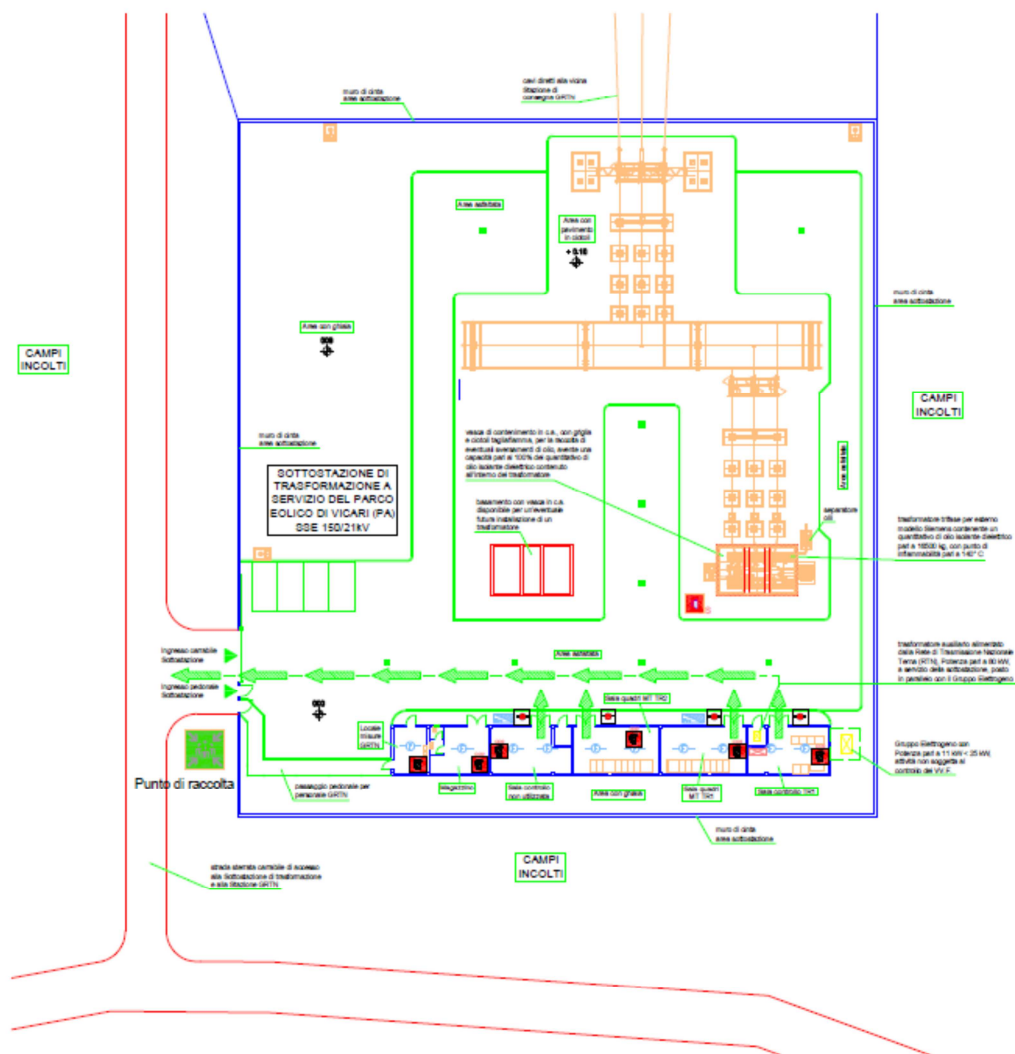 muro di cinta
area sottostazione
cavi diretti alla vicina
Stazione di
consegna GRTN
Area asfaltata
Area con
pavimento
in ciotoli
+ 0.10
muro di cinta
area sottostazione
Area con ghiaia
000
CAMPI
INCOLTI
CAMPI
INCOLTI
muro di cinta
area sottostazione
vasca di contenimento in c.a., con griglia
e ciotoli tagliafiamma, per la raccolta di
eventuali sversamenti di olio, avente una
capacità pari al 100% del quantitativo di
olio isolante dielettrico contenuto
all'interno del trasformatore
Area asfaltata
SOTTOSTAZIONE DI
TRASFORMAZIONE A
SERVIZIO DEL PARCO
EOLICO DI VICARI (PA)
SSE 150/21kV
basamento con vasca in c.a.
disponibile per un'eventuale
futura installazione di un
trasformatore
separatore
olii
trasformatore trifase per esterno
modello Siemens contenente un
quantitativo di olio isolante dielettrico
pari a 16500 kg, con punto di
infiammabilità pari a 140° C
Ingresso carrabile
Sottostazione
Area asfaltata
trasformatore ausiliario alimentato
dalla Rete di Trasmissione Nazionale
Terna (RTN), Potenza pari a 80 kW,
a servizio della sottostazione, posto
in parallelo con il Gruppo Elettrogeno
Ingresso pedonale
Sottostazione
000
Sala quadri MT TR2
Locale
misure
GRTN
Gruppo Elettrogeno con
Potenza pari a 11 kW < 25 kW,
attività non soggetta al
controllo dei VV.F.
Punto di raccolta
passaggio pedonale per
personale GRTN
Magazzino
Sala controllo
non utilizzata
Area con ghiaia
Sala quadri
MT TR1
Sala controllo TR1
muro di cinta
area sottostazione
CAMPI
INCOLTI
strada sterrata carrabile di accesso
alla Sottostazione di trasformazione
e alla Stazione GRTN